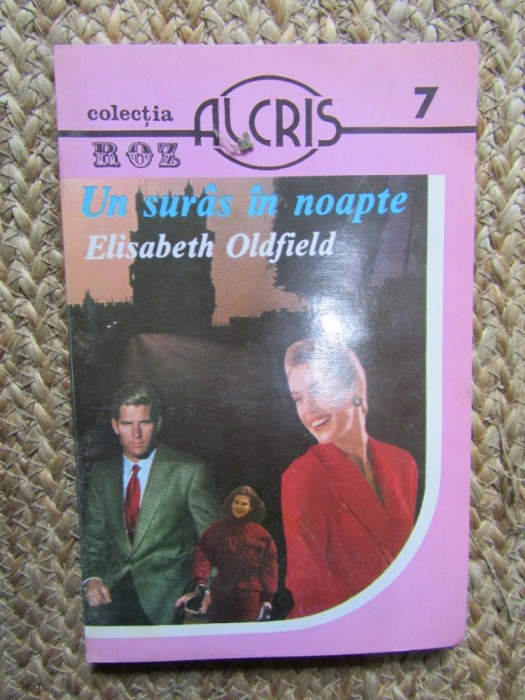 colecția
ROZ
ALCRIS
7
Un surâs în noapte
Elisabeth Oldfield